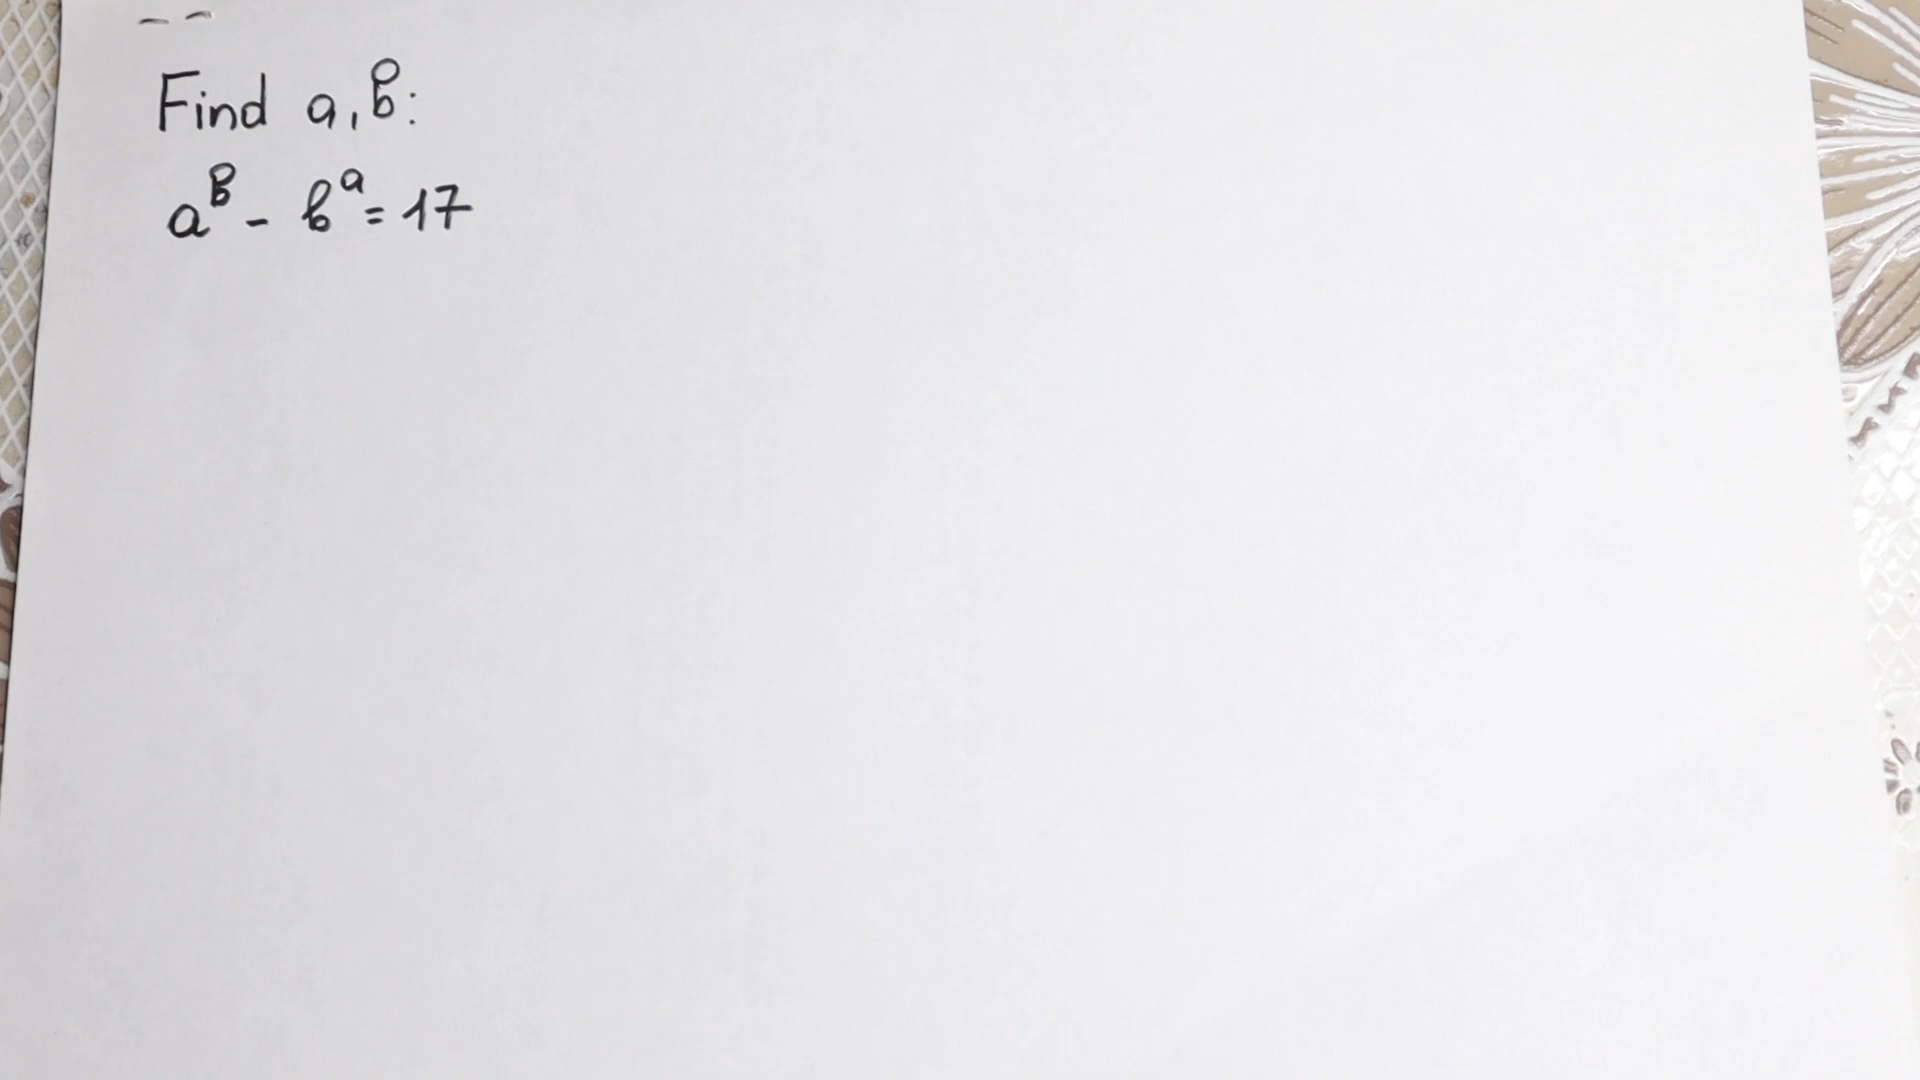 Find a, b:
a^b - b^a = 17